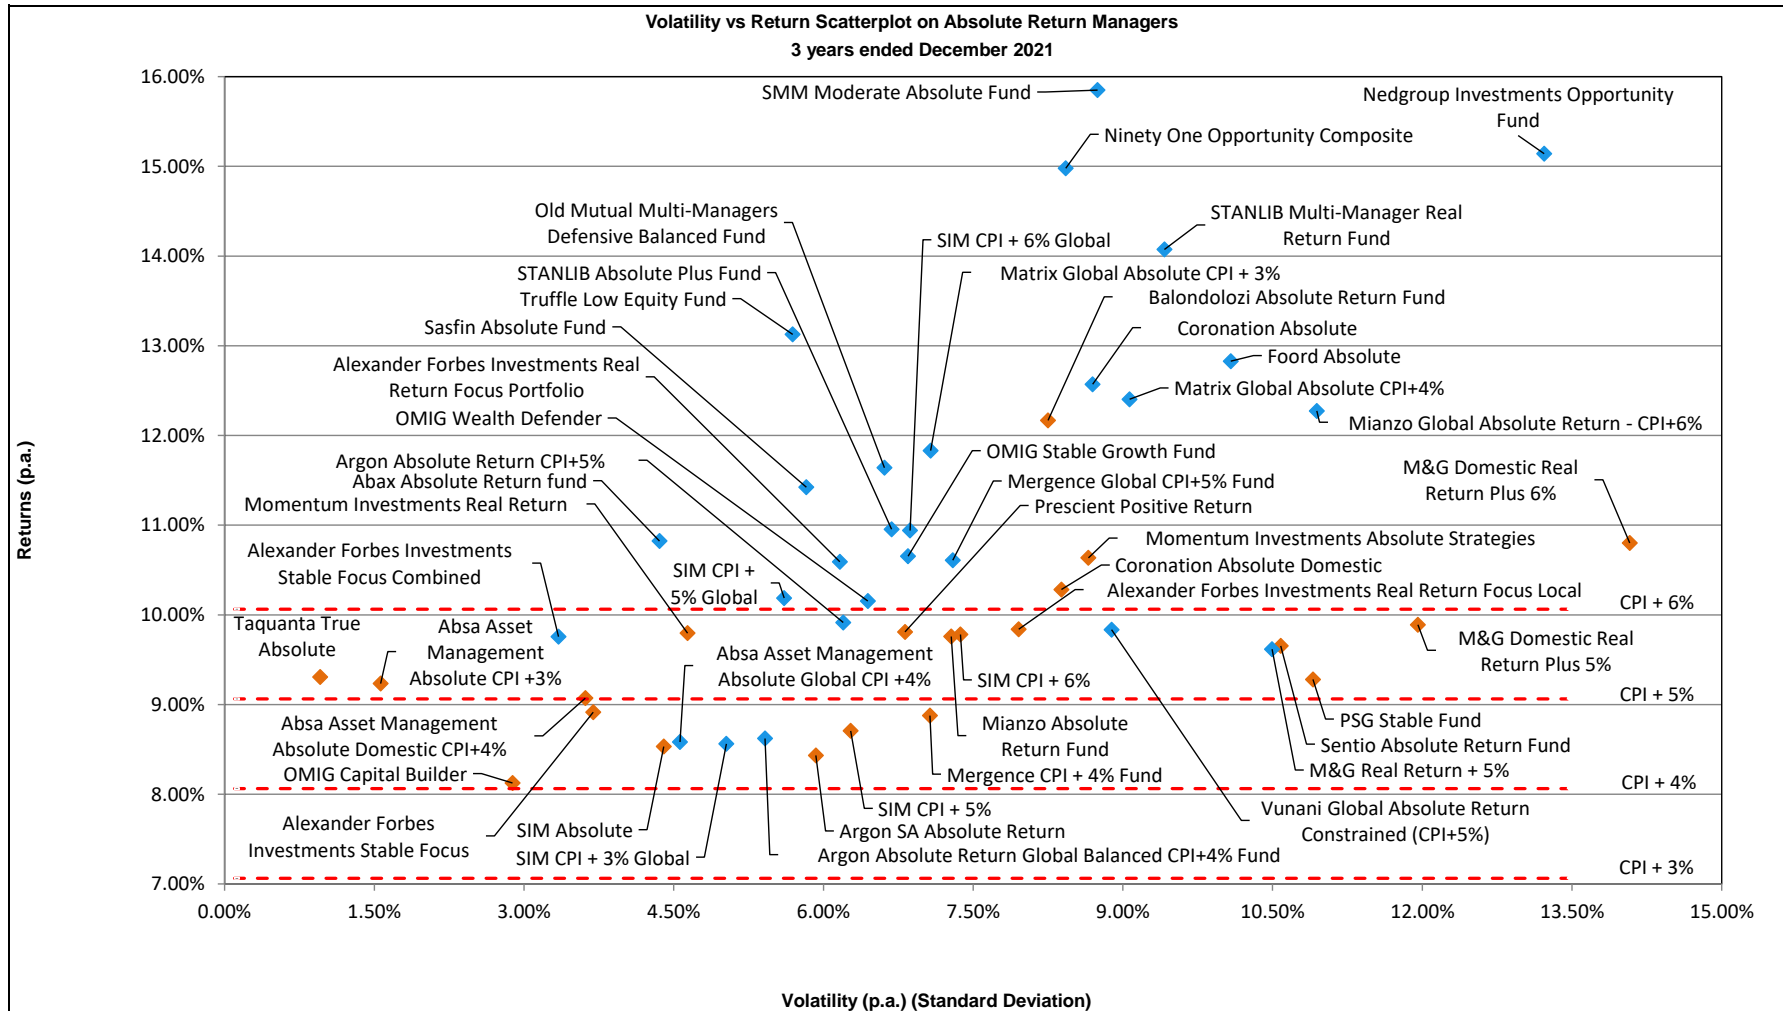 Volatility vs Return Scatterplot on Absolute Return Managers
3 years ended December 2021
16.00%
SMM Moderate Absolute Fund
Nedgroup Investments Opportunity
Fund
Ninety One Opportunity Composite
15.00%
Old Mutual Multi-Managers
Defensive Balanced Fund
STANLIB Multi-Manager Real
Return Fund
SIM CPI + 6% Global
14.00%
STANLIB Absolute Plus Fund
Matrix Global Absolute CPI + 3%
Truffle Low Equity Fund
Balondolozi Absolute Return Fund
Sasfin Absolute Fund
Coronation Absolute
13.00%
Alexander Forbes Investments Real
Return Focus Portfolio
Foord Absolute
Matrix Global Absolute CPI+4%
OMIG Wealth Defender
Mianzo Global Absolute Return - CPI+6%
12.00%
OMIG Stable Growth Fund
Argon Absolute Return CPI+5%
Abax Absolute Return fund
Mergence Global CPI+5% Fund
M&G Domestic Real
Return Plus 6%
Momentum Investments Real Return
Prescient Positive Return
11.00%
Alexander Forbes Investments
Stable Focus Combined
Momentum Investments Absolute Strategies
Coronation Absolute Domestic
SIM CPI +
5% Global
Alexander Forbes Investments Real Return Focus Local
10.00%
CPI + 6%
Taquanta True
Absolute
Absa Asset
Management
Absolute CPI +3%
Absa Asset Management
Absolute Global CPI +4%
SIM CPI + 6%
M&G Domestic Real
Return Plus 5%
9.00%
CPI + 5%
Absa Asset Management
Absolute Domestic CPI+4%
Mianzo Absolute
Return Fund
PSG Stable Fund
Sentio Absolute Return Fund
OMIG Capital Builder
Mergence CPI + 4% Fund
M&G Real Return + 5%
8.00%
CPI + 4%
Alexander Forbes
Investments Stable Focus
SIM Absolute
SIM CPI + 3% Global
SIM CPI + 5%
Argon SA Absolute Return
Argon Absolute Return Global Balanced CPI+4% Fund
Vunani Global Absolute Return
Constrained (CPI+5%)
7.00%
CPI + 3%
0.00%
1.50%
3.00%
4.50%
6.00%
7.50%
9.00%
10.50%
12.00%
13.50%
15.00%
Returns (p.a.)
Volatility (p.a.) (Standard Deviation)